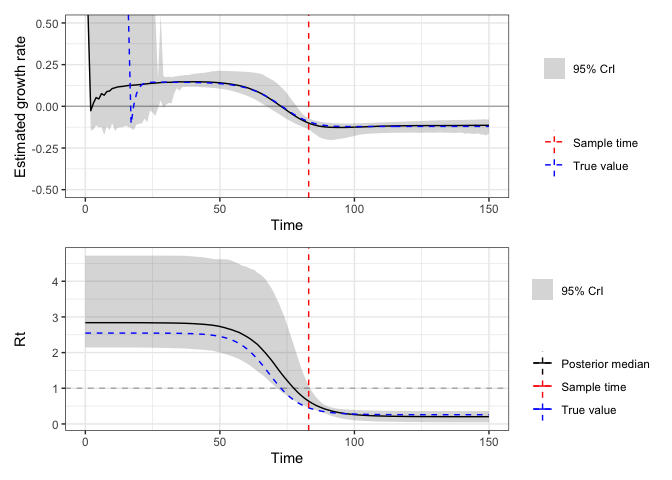 Estimated growth rate
0.50
0.25
0.00
-0.25
-0.50
0
50
100
150
Time
95% CrI
Sample time
True value
Rt
4
3
2
1
0
0
50
100
150
Time
95% CrI
Posterior median
Sample time
True value